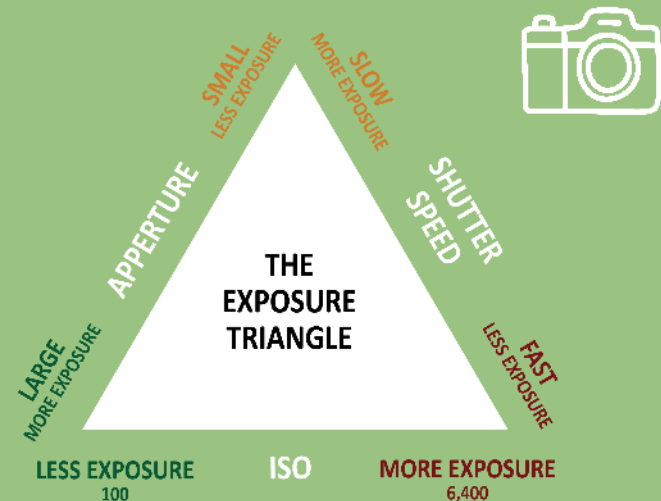 SMALL
LESS EXPOSURE
SLOW
MORE EXPOSURE
APPERTURE
SHUTTER
SPEED
THE
EXPOSURE
TRIANGLE
LARGE
MORE EXPOSURE
FAST
LESS EXPOSURE
LESS EXPOSURE
100
ISO
MORE EXPOSURE
6,400